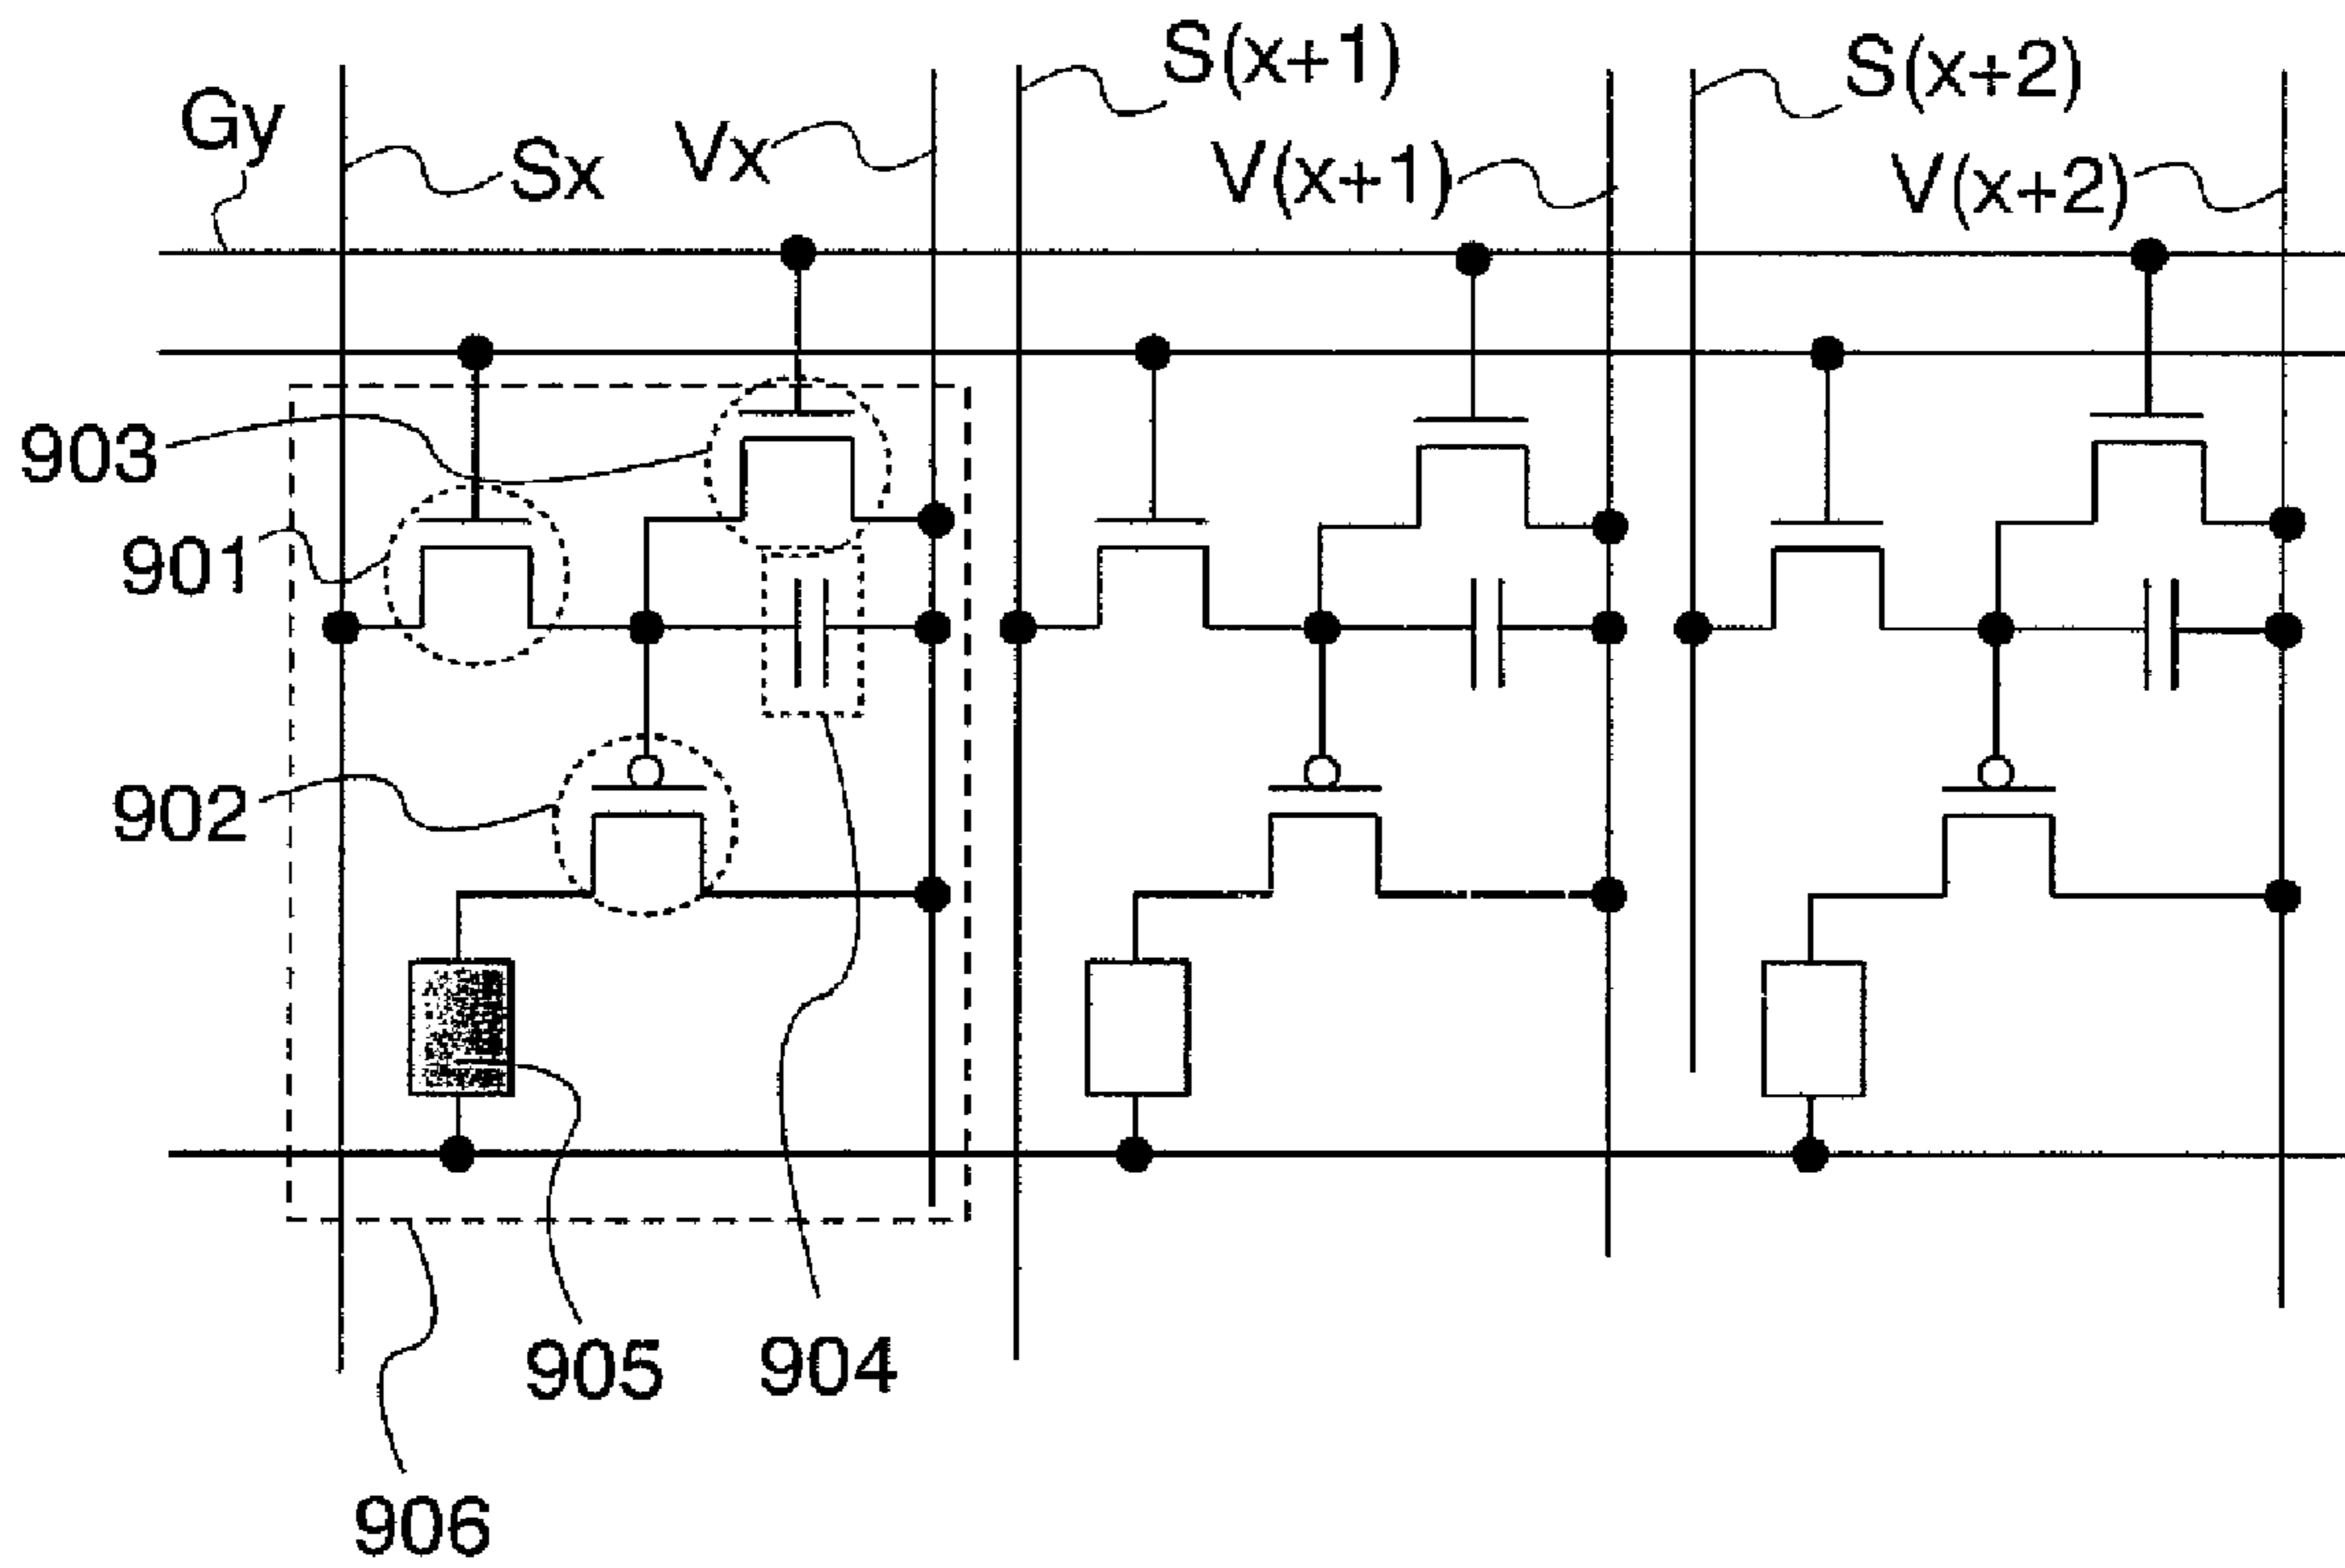 S(x+1)
S(x+2)
Gy
Sx
Vx
V(x+1)
V(x+2)
903
901
902
905
904
906